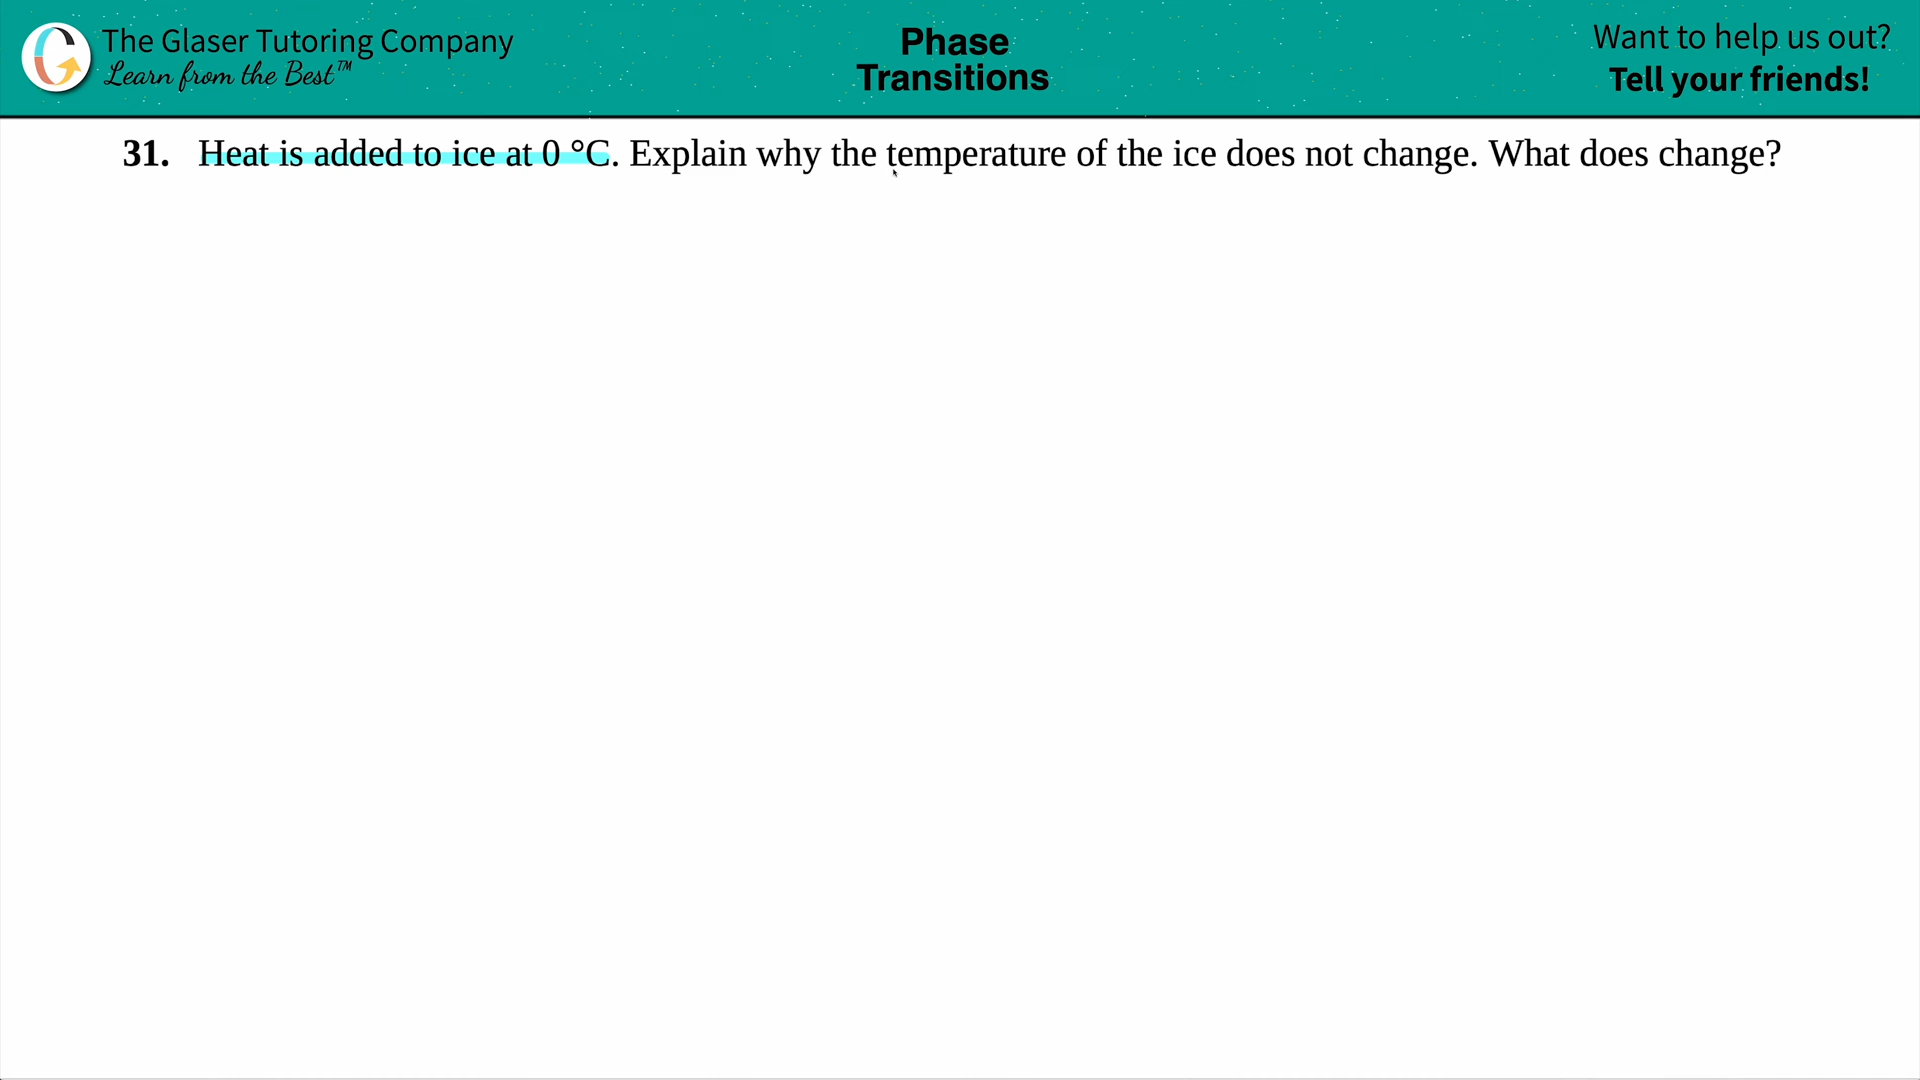 The Glaser Tutoring Company
Learn from the Best™
Phase
Transitions
Want to help us out?
Tell your friends!
31. Heat is added to ice at 0 °C. Explain why the temperature of the ice does not change. What does change?